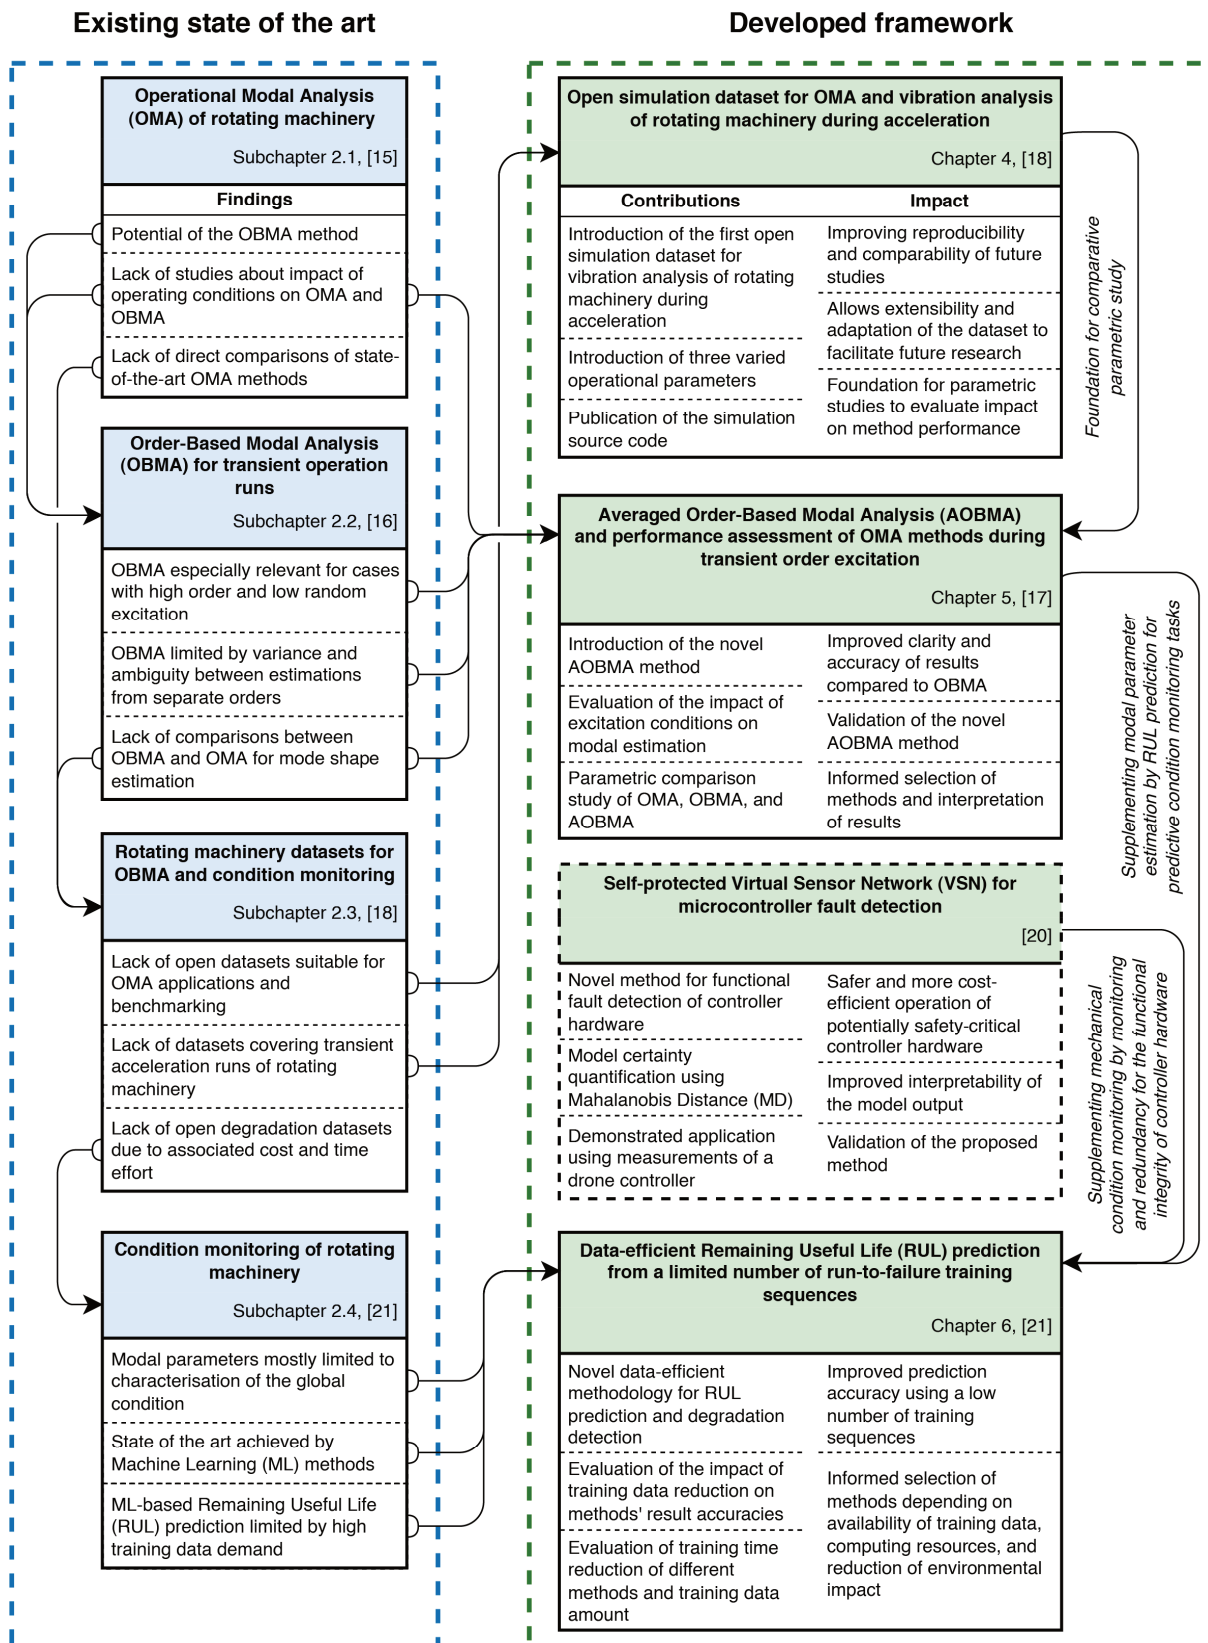 Existing state of the art
Operational Modal Analysis
(OMA) of rotating machinery
Subchapter 2.1, [15]
Findings
Potential of the OBMA method
Lack of studies about impact of
operating conditions on OMA and
OBMA
Lack of direct comparisons of state-
of-the-art OMA methods
Order-Based Modal Analysis
(OBMA) for transient operation
runs
Subchapter 2.2, [16]
OBMA especially relevant for cases
with high order and low random
excitation
OBMA limited by variance and
ambiguity between estimations
from separate orders
Lack of comparisons between
OBMA and OMA for mode shape
estimation
Rotating machinery datasets for
OBMA and condition monitoring
Subchapter 2.3, [18]
Lack of open datasets suitable for
OMA applications and
benchmarking
Lack of datasets covering transient
acceleration runs of rotating
machinery
Lack of open degradation datasets
due to associated cost and time
effort
Condition monitoring of rotating
machinery
Subchapter 2.4, [21]
Modal parameters mostly limited to
characterisation of the global
condition
State of the art achieved by
Machine Learning (ML) methods
ML-based Remaining Useful Life
(RUL) prediction limited by high
training data demand
Developed framework
Open simulation dataset for OMA and vibration analysis
of rotating machinery during acceleration
Chapter 4, [18]
Contributions
Introduction of the first open
simulation dataset for
vibration analysis of rotating
machinery during
acceleration
Introduction of three varied
operational parameters
Publication of the simulation
source code
Impact
Improving reproducibility
and comparability of future
studies
Allows extensibility and
adaptation of the dataset to
facilitate future research
Foundation for parametric
studies to evaluate impact
on method performance
Foundation for comparative
parametric study
Averaged Order-Based Modal Analysis (AOBMA)
and performance assessment of OMA methods during
transient order excitation
Chapter 5, [17]
Introduction of the novel
AOBMA method
Evaluation of the impact of
excitation conditions on
modal estimation
Parametric comparison
study of OMA, OBMA, and
AOBMA
Improved clarity and
accuracy of results
compared to OBMA
Validation of the novel
AOBMA method
Informed selection of
methods and interpretation
of results
Supplementing modal parameter
estimation by RUL prediction for
predictive condition monitoring tasks
Self-protected Virtual Sensor Network (VSN) for
microcontroller fault detection
[20]
Novel method for functional
fault detection of controller
hardware
Model certainty
quantification using
Mahalanobis Distance (MD)
Demonstrated application
using measurements of a
drone controller
Safer and more cost-
efficient operation of
potentially safety-critical
controller hardware
Improved interpretability of
the model output
Validation of the proposed
method
Supplementing mechanical
condition monitoring by monitoring
and redundancy for the functional
integrity of controller hardware
Data-efficient Remaining Useful Life (RUL) prediction
from a limited number of run-to-failure training
sequences
Chapter 6, [21]
Novel data-efficient
methodology for RUL
prediction and degradation
detection
Evaluation of the impact of
training data reduction on
methods' result accuracies
Evaluation of training time
reduction of different
methods and training data
amount
Improved prediction
accuracy using a low
number of training
sequences
Informed selection of
methods depending on
availability of training data,
computing resources, and
reduction of environmental
impact